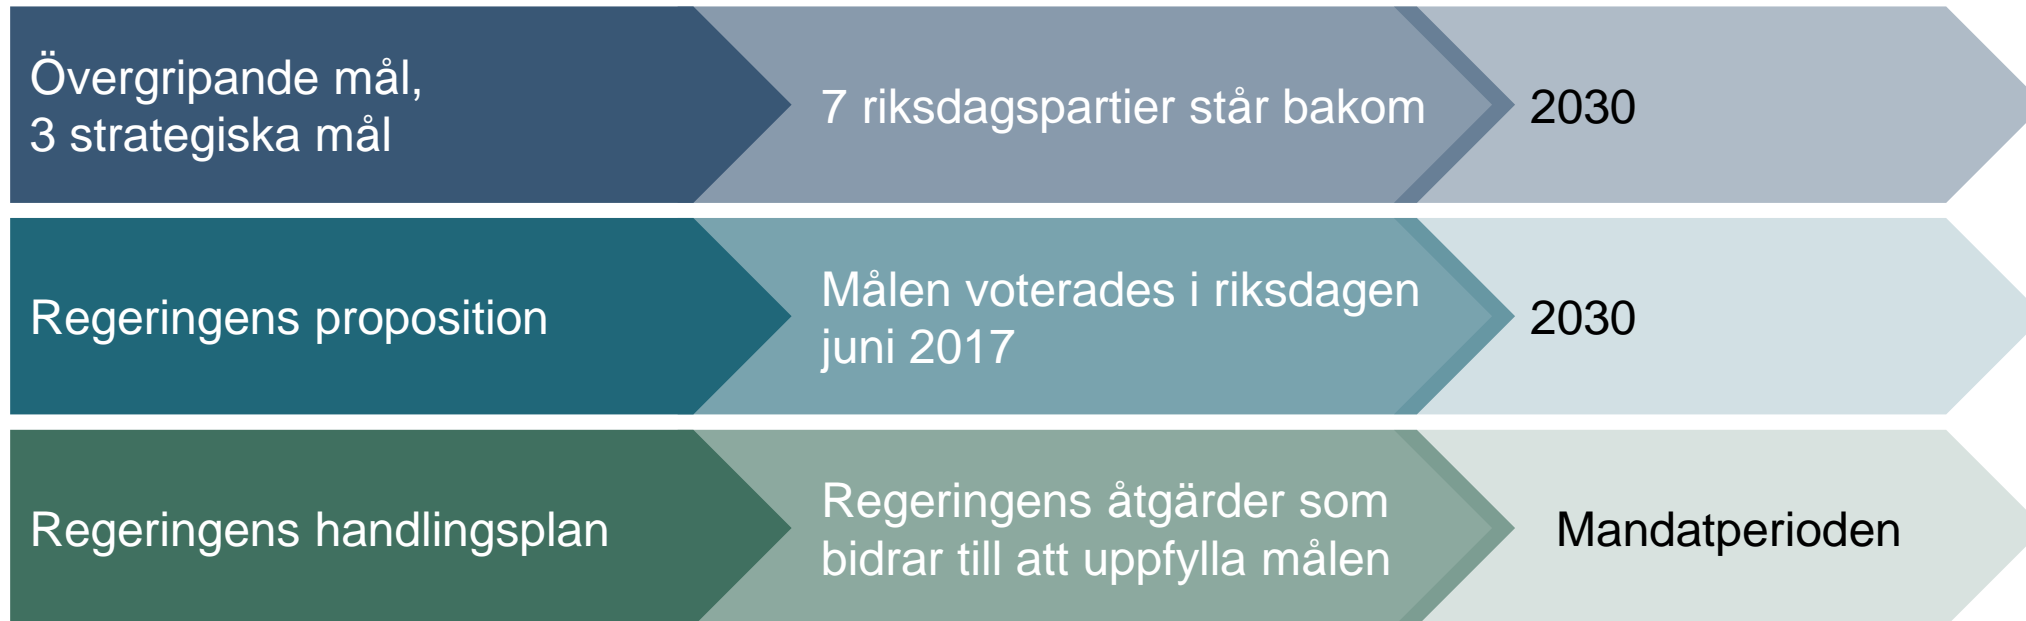 Övergripande mål,
3 strategiska mål
7 riksdagspartier står bakom
2030
Regeringens proposition
Målen voterades i riksdagen
juni 2017
2030
Regeringens handlingsplan
Regeringens åtgärder som
bidrar till att uppfylla målen
Mandatperioden